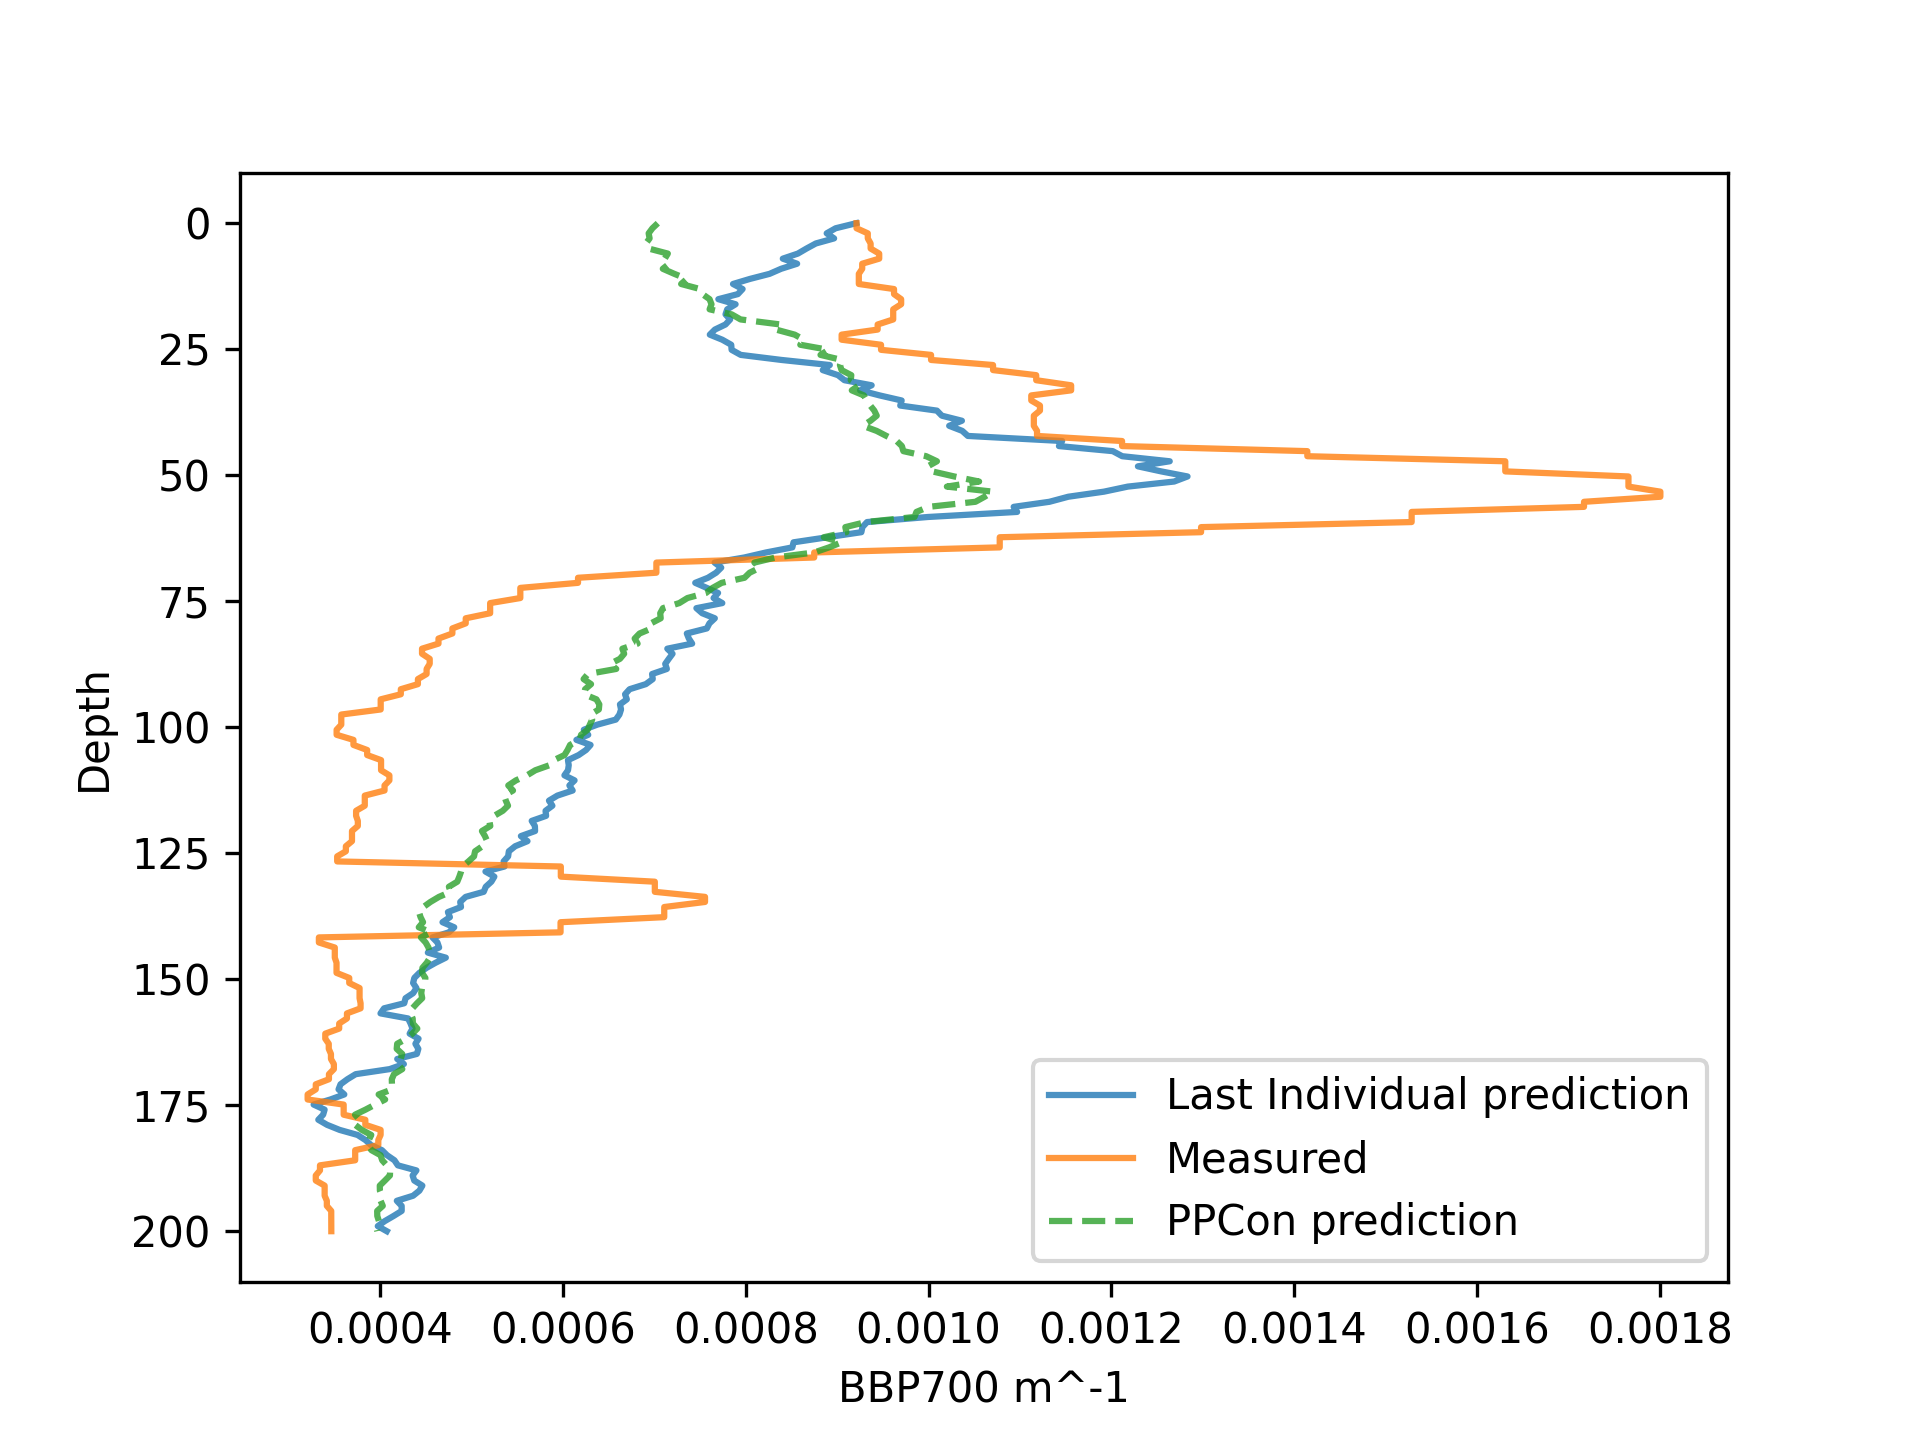 0
25
50
75
100
125
150
175
200
Depth
0.0004 0.0006 0.0008 0.0010 0.0012 0.0014 0.0016 0.0018
BBP700 m^-1
Last Individual prediction
Measured
PPCon prediction